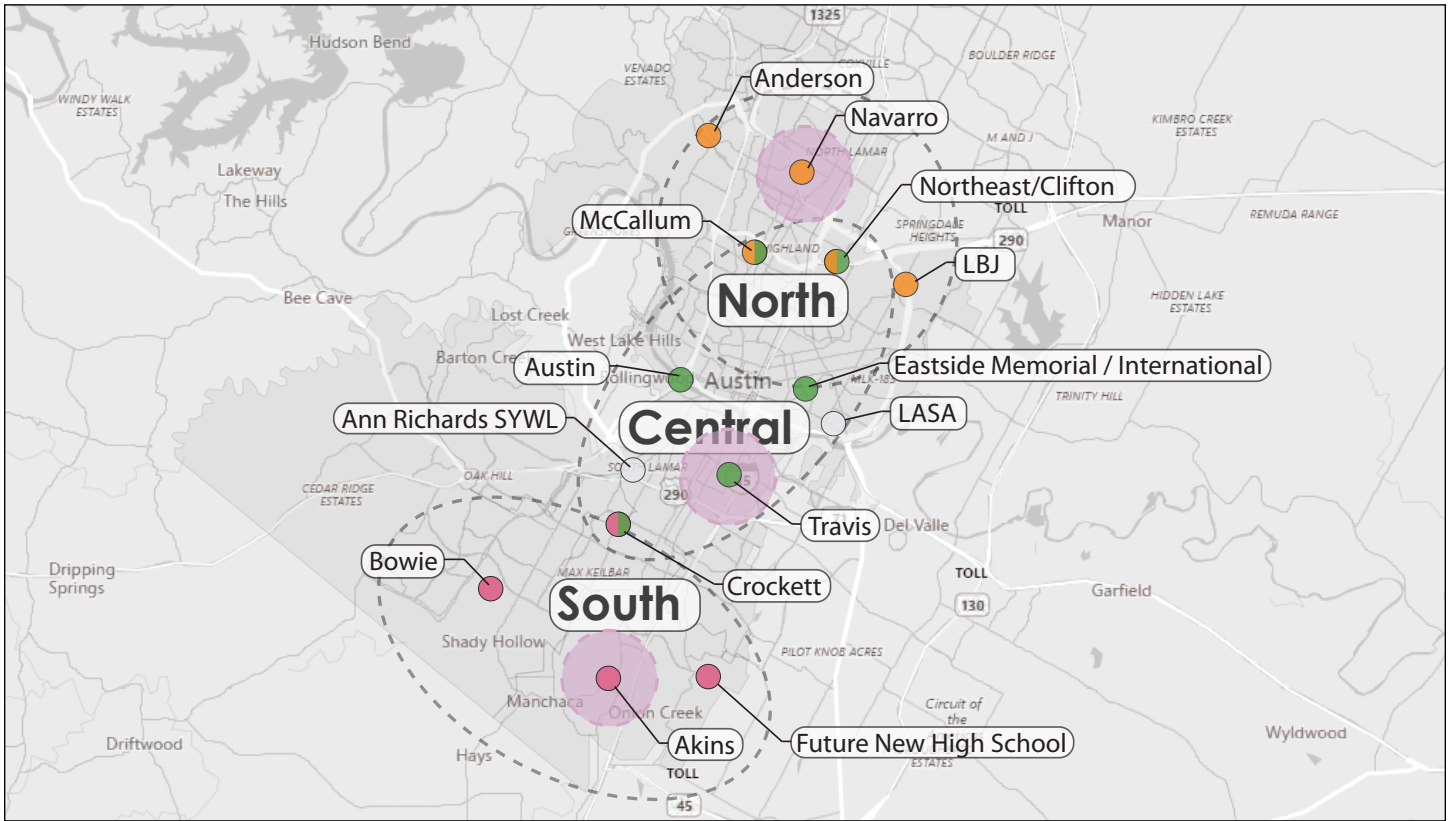 1325
Hudson Bend
BOULDER RIDGE
VENADO
ESTATES
Anderson
WINDY WALK
ESTATES
Navarro
KIMBRO CREEK
ESTATES
M AND J
NORTH LAMAR
Lakeway
Northeast/Clifton
The Hills
TOLL
REMUDA RANGE
McCallum
Manor
SPRINGDALE
HEIGHTS
290
LBJ
Bee Cave
North
HIDDEN LAKE
ESTATES
Lost Creek
West Lake Hills
Austin
Austin
Eastside Memorial / International
TRINITY HILL
Ann Richards SYWL
Central
LASA
OAK HILL
CEDAR RIDGE
ESTATES
290
Travis
Del Valle
Dripping
Springs
Bowie
MAX KEILBAR
Crockett
TOLL
130
Garfield
South
Shady Hollow
PILOT KNOB ACRES
Manchaca
Onion Creek
Circuit of
the
Akins
Future New High School
ESTATES
Wyldwood
Driftwood
Hays
TOLL
45